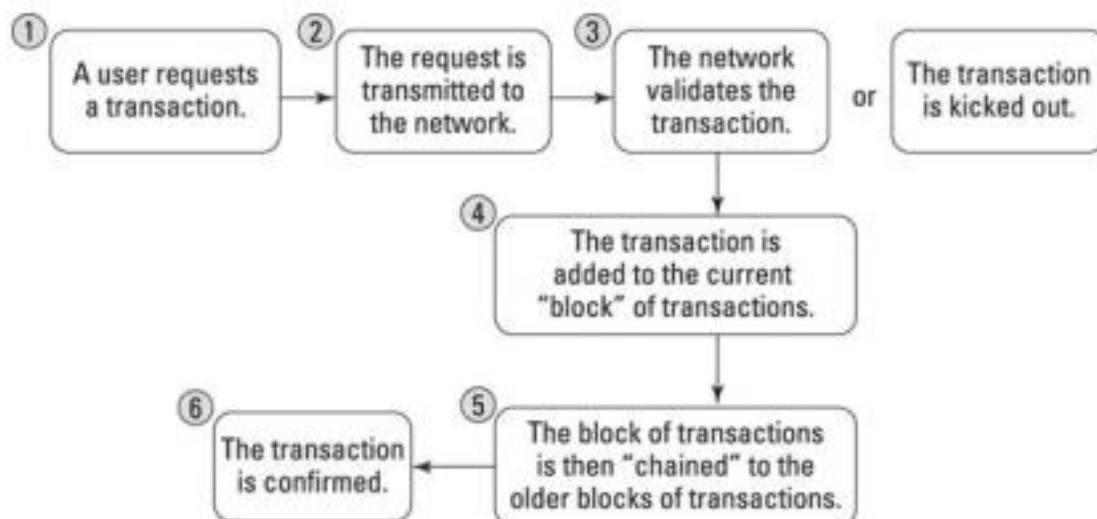 1
A user requests
a transaction.
2
The request is
transmitted to
the network.
3
The network
validates the
transaction.
or
The transaction
is kicked out.
4
The transaction is
added to the current
“block” of transactions.
5
The block of transactions
is then “chained” to the
older blocks of transactions.
6
The transaction
is confirmed.